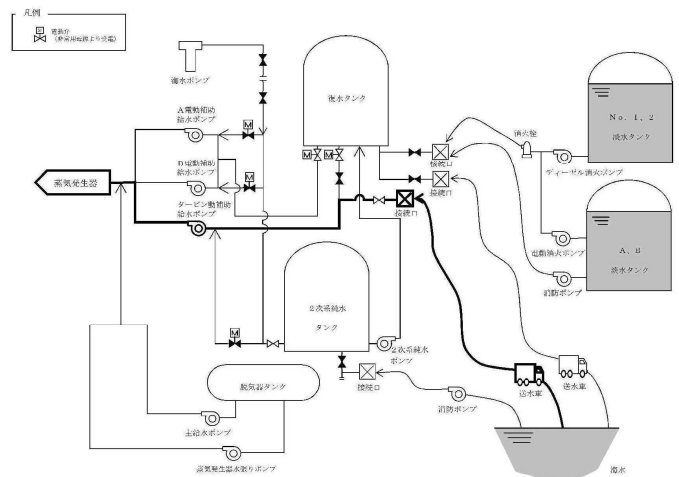 凡例
電動弁
（非常用電源より受電）
M
海水ポンプ
復水タンク
No. 1、2
淡水タンク
消火栓
ディーゼル消火ポンプ
A電動補助
給水ポンプ
M
M
M
接続口
B電動補助
給水ポンプ
M
接続口
蒸気発生器
タービン動補助
給水ポンプ
接続口
A、B
淡水タンク
電動消火ポンプ
消防ポンプ
2次系純水
タンク
M
2次系純水
ポンプ
脱気器タンク
接続口
消防ポンプ
送水車
送水車
主給水ポンプ
蒸気発生器水張りポンプ
海水